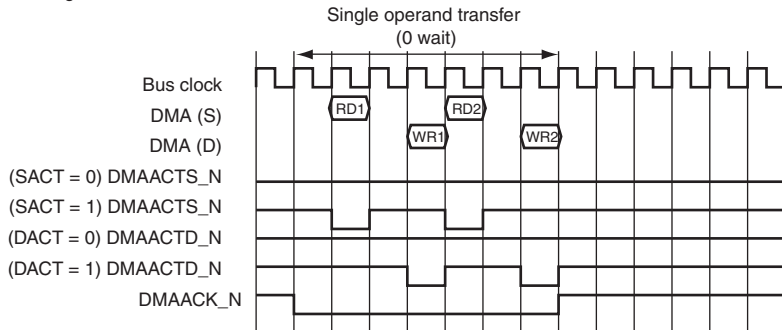 Single operand transfer
(0 wait)
Bus clock
DMA (S)
RD1
RD2
DMA (D)
WR1
WR2
(SACT = 0) DMAACTS_N
(SACT = 1) DMAACTS_N
(DACT = 0) DMAACTD_N
(DACT = 1) DMAACTD_N
DMAACK_N